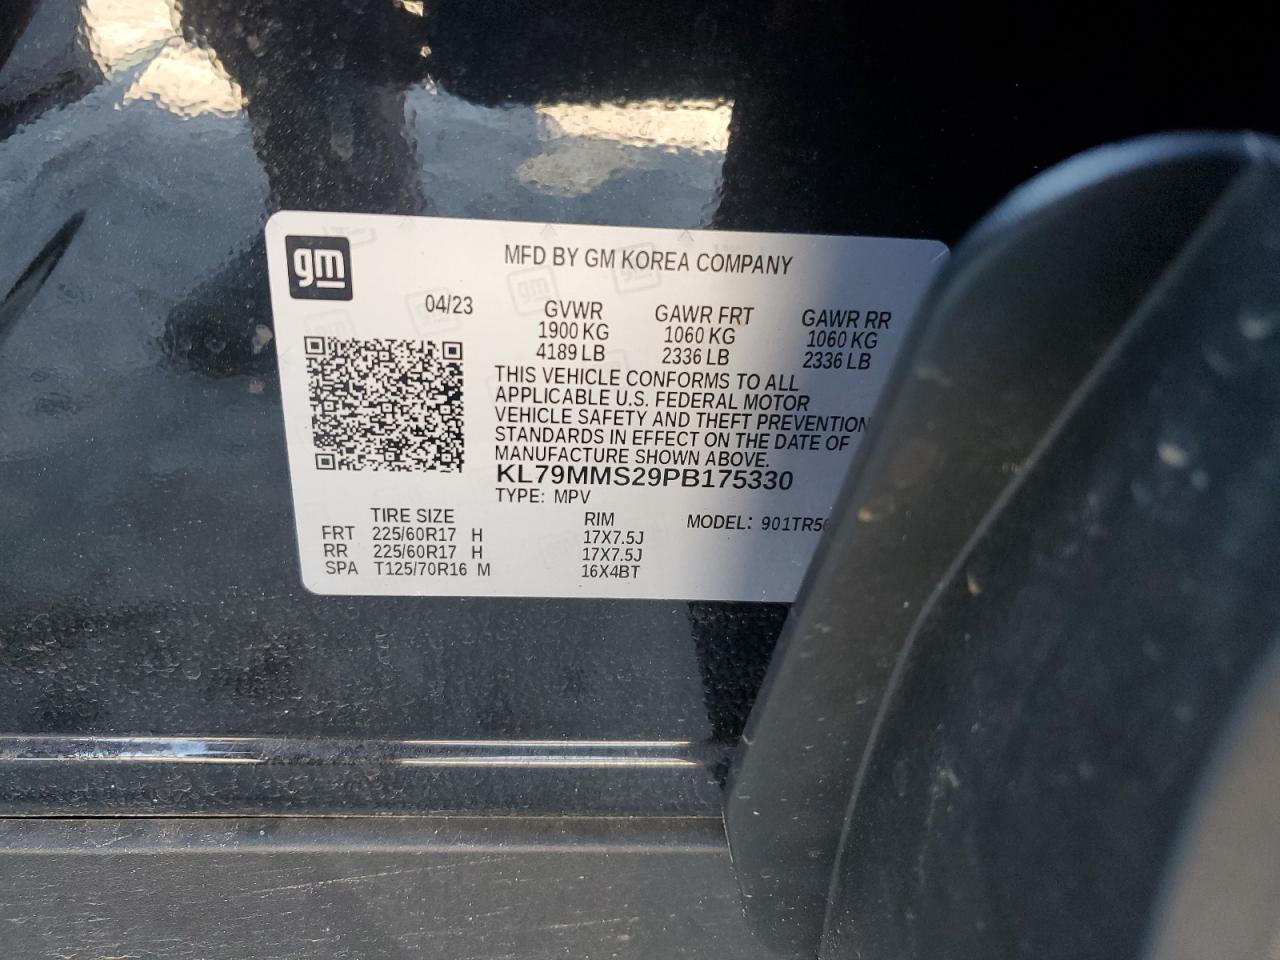 gm
MFD BY GM KOREA COMPANY
04/23 GVWR GAWR FRT GAWR RR
1900 KG 1060 KG 1060 KG
4189 LB 2336 LB 2336 LB
THIS VEHICLE CONFORMS TO ALL
APPLICABLE U.S. FEDERAL MOTOR
VEHICLE SAFETY AND THEFT PREVENTION
STANDARDS IN EFFECT ON THE DATE OF
MANUFACTURE SHOWN ABOVE.
KL79MMS29PB175330
TYPE: MPV
TIRE SIZE RIM MODEL:
FRT 225/60R17 H 17X7.5J
RR 225/60R17 H 17X7.5J
SPA T125/70R16 M 16X4BT